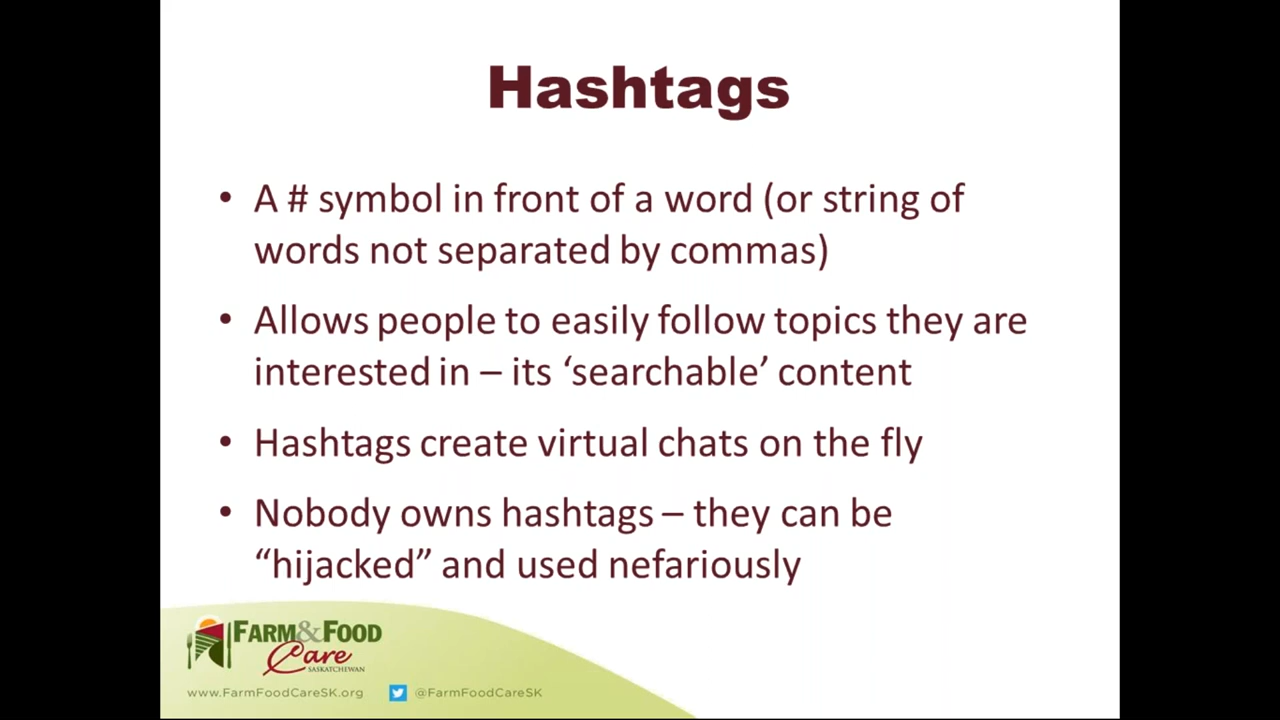 Hashtags
• A # symbol in front of a word (or string of
words not separated by commas)
• Allows people to easily follow topics they are
interested in – its ‘searchable’ content
• Hashtags create virtual chats on the fly
• Nobody owns hashtags – they can be
“hijacked” and used nefariously
FARM&FOOD
Care
SASKATCHEWAN
www.FarmFoodCareSK.org @FarmFoodCareSK